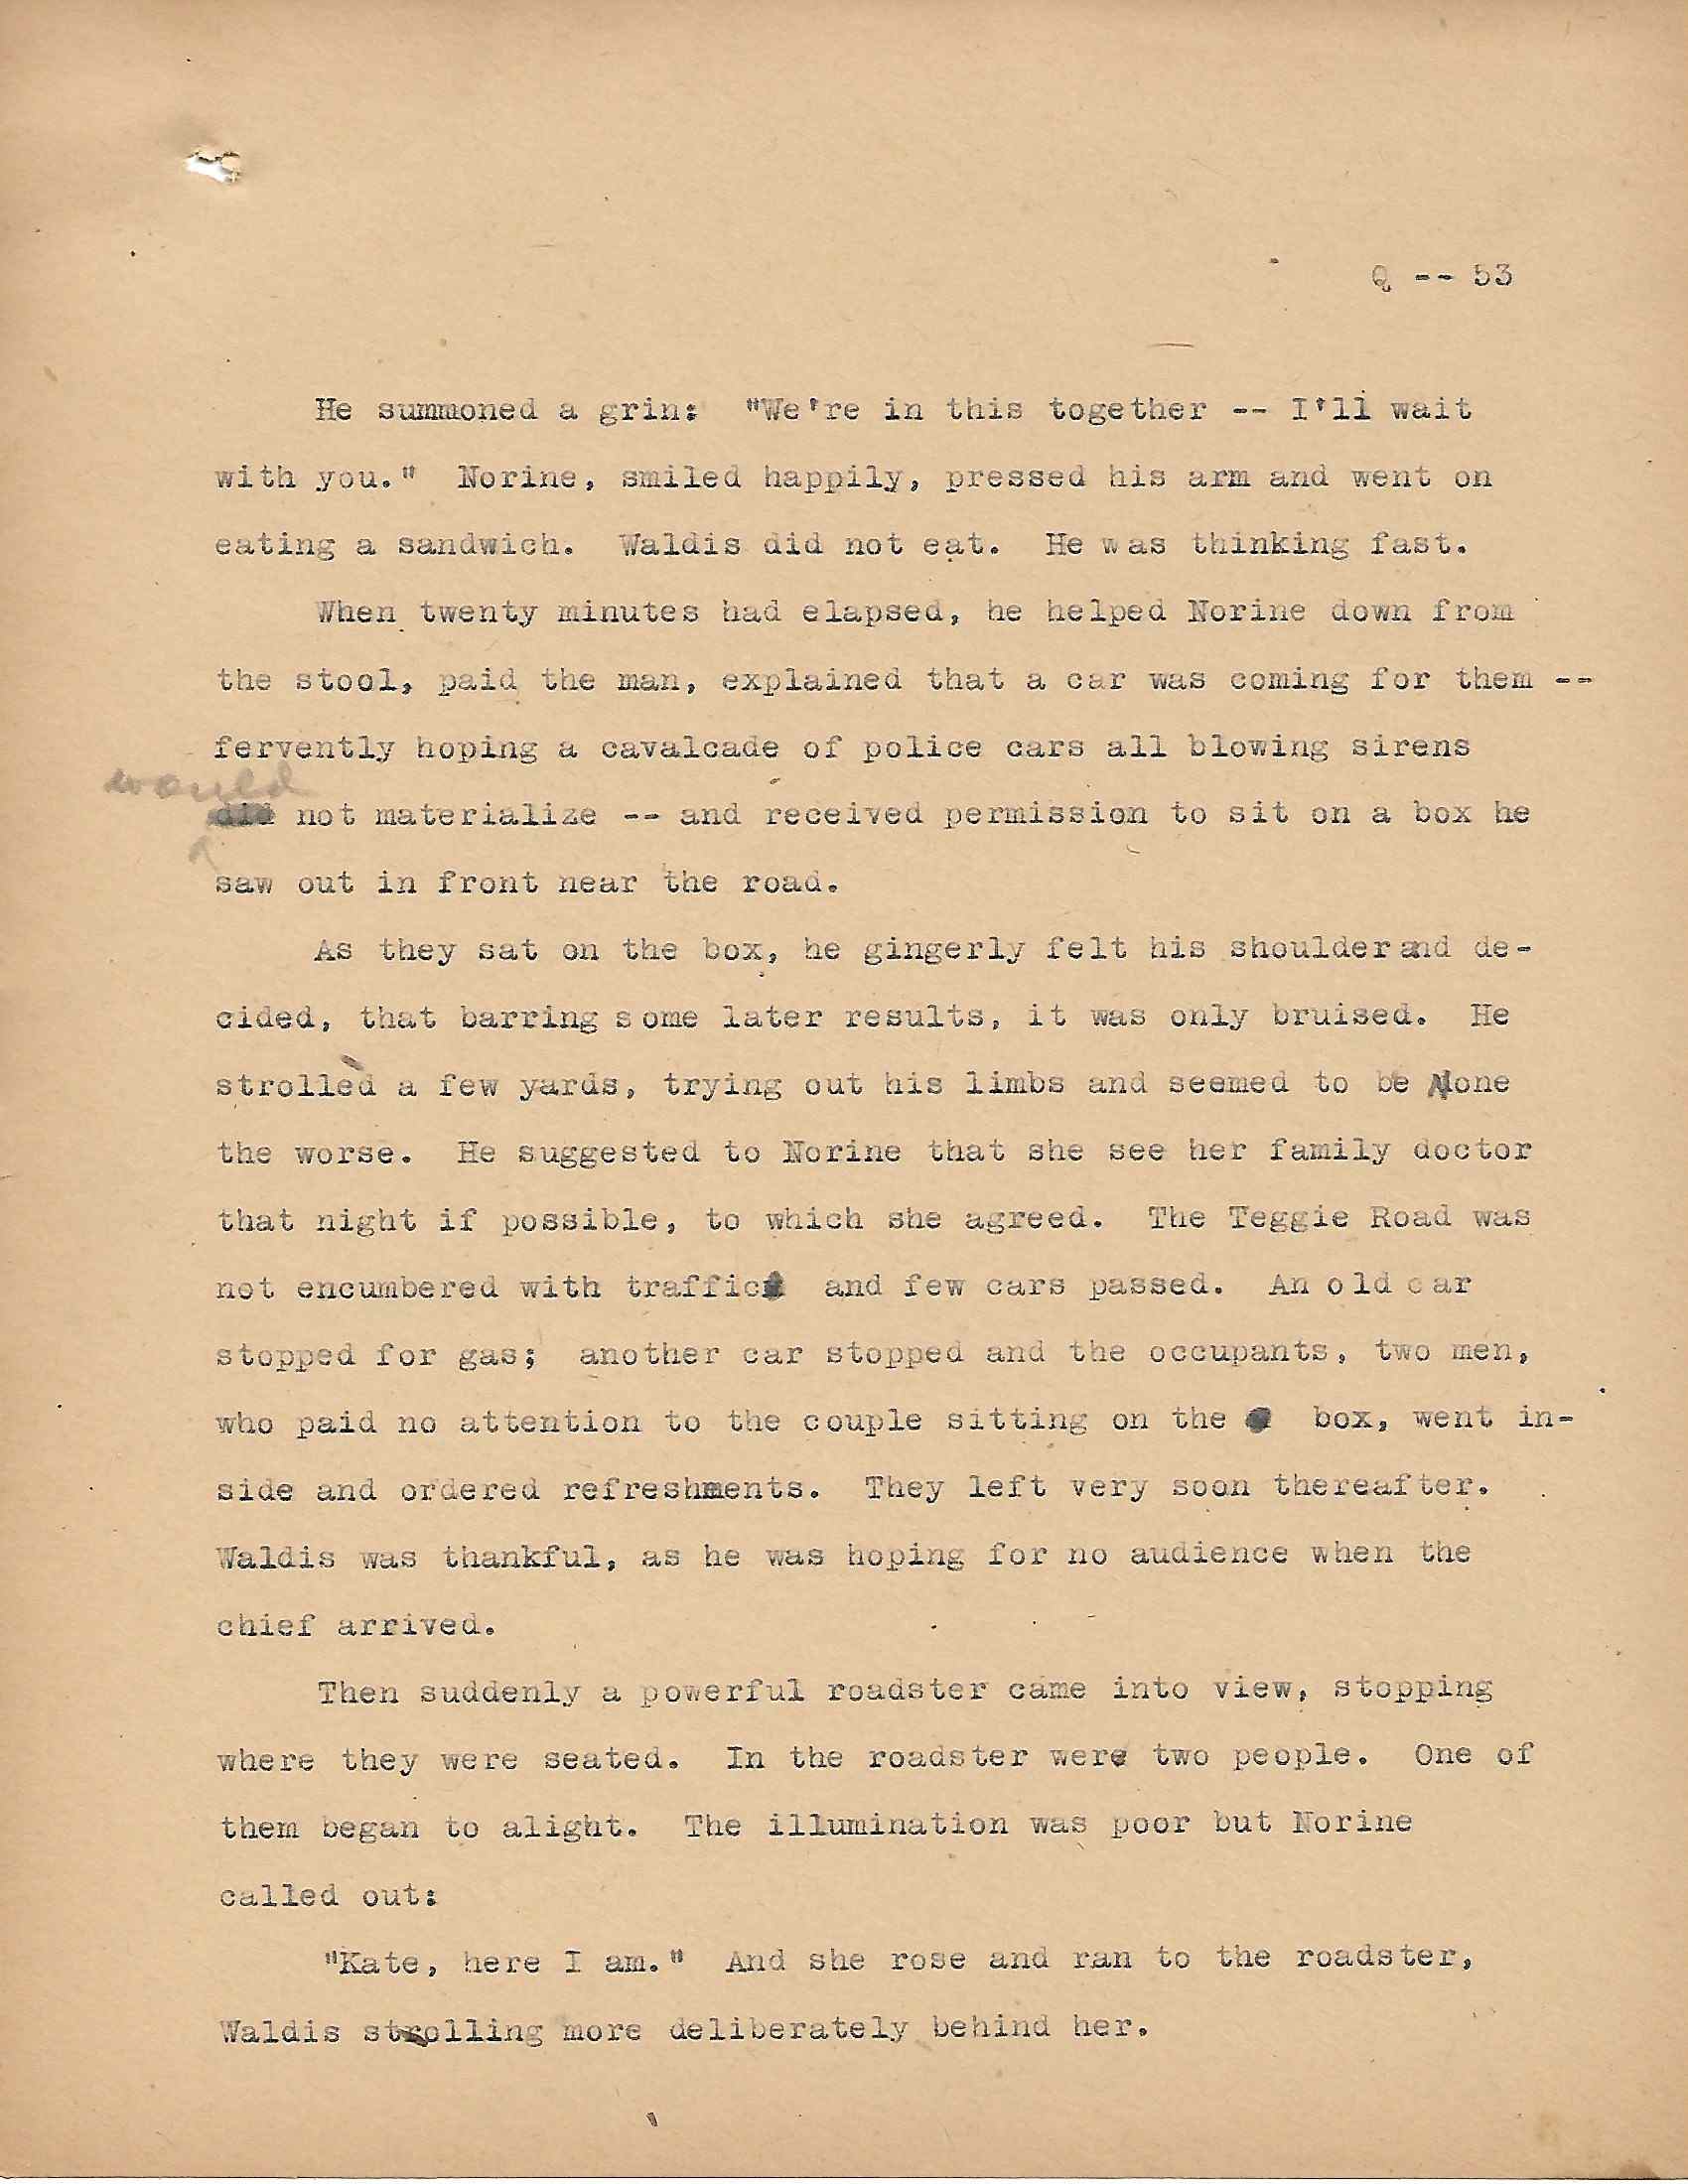 Q -- 53
He summoned a grin:  "We're in this together -- I'll wait
with you."  Norine, smiled happily, pressed his arm and went on
eating a sandwich.  Waldis did not eat.  He was thinking fast.
When twenty minutes had elapsed, he helped Norine down from
the stool, paid the man, explained that a car was coming for them --
fervently hoping a cavalcade of police cars all blowing sirens
would
did not materialize -- and received permission to sit on a box he
saw out in front near the road.
As they sat on the box, he gingerly felt his shoulder and de-
cided, that barring some later results, it was only bruised.  He
strolled a few yards, trying out his limbs and seemed to be None
the worse.  He suggested to Norine that she see her family doctor
that night if possible, to which she agreed.  The Teggie Road was
not encumbered with traffic  and few cars passed.  An old car
stopped for gas;  another car stopped and the occupants, two men,
who paid no attention to the couple sitting on the  box, went in-
side and ordered refreshments.  They left very soon thereafter.
Waldis was thankful, as he was hoping for no audience when the
chief arrived.
Then suddenly a powerful roadster came into view, stopping
where they were seated.  In the roadster were two people.  One of
them began to alight.  The illumination was poor but Norine
called out:
"Kate, here I am."  And she rose and ran to the roadster,
Waldis strolling more deliberately behind her.